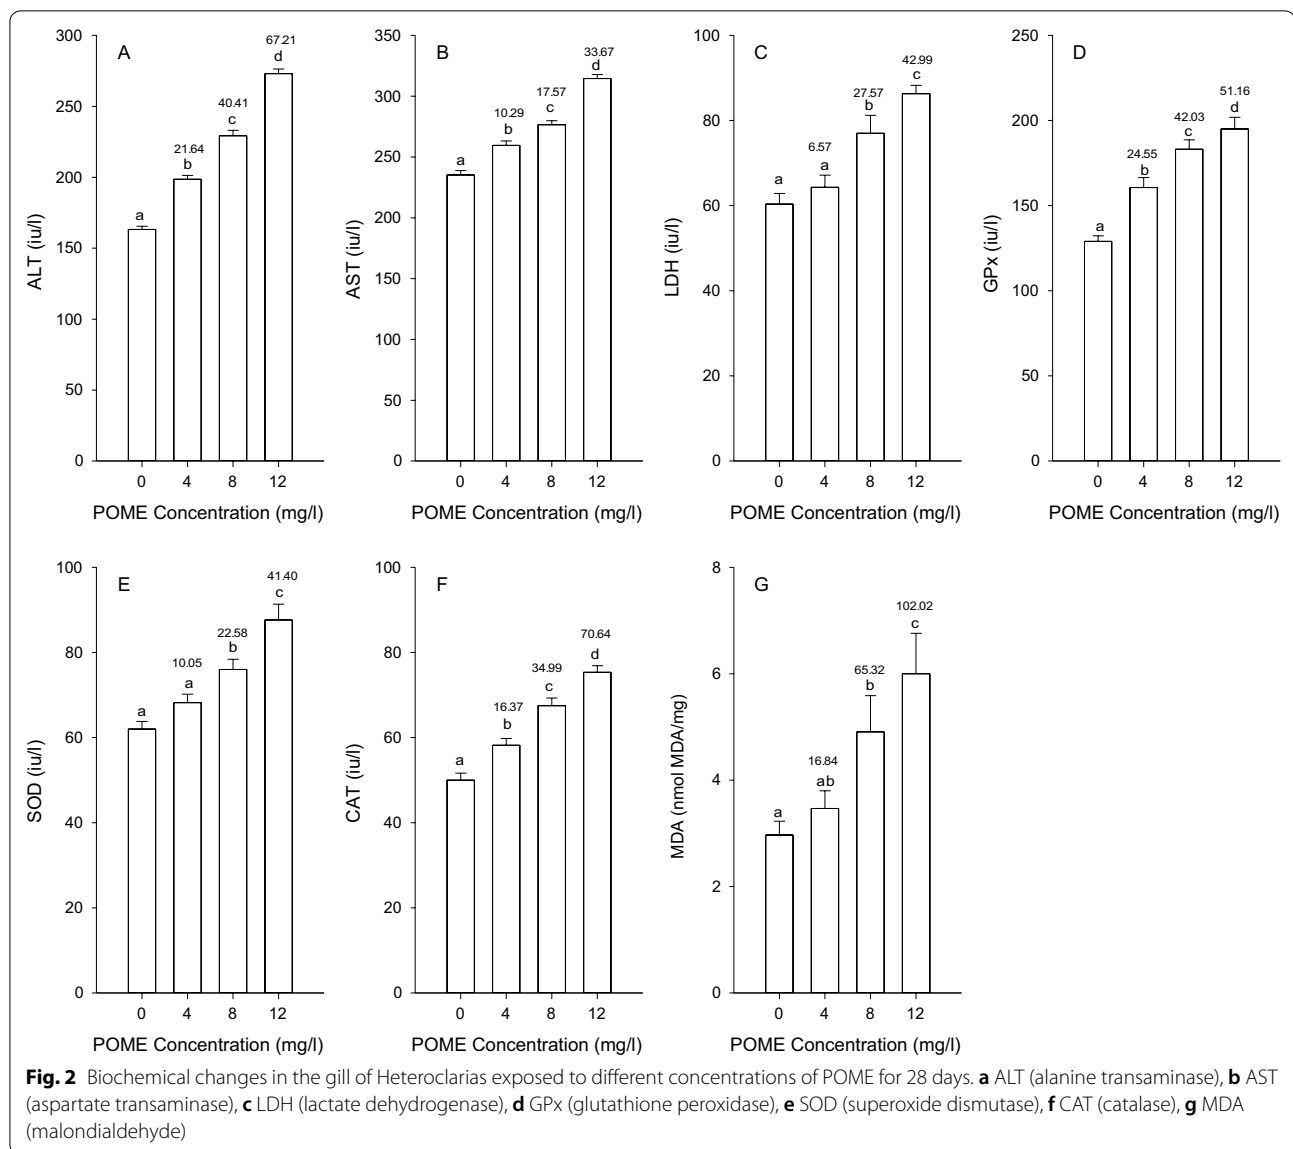 A
300
250
200
150
100
50
0
ALT (iu/l)
a
21.64
b
40.41
c
67.21
d
0 4 8 12
POME Concentration (mg/l)
B
350
300
250
200
150
100
50
0
AST (iu/l)
a
10.29
b
17.57
c
33.67
d
0 4 8 12
POME Concentration (mg/l)
C
100
80
60
40
20
0
LDH (iu/l)
a
6.57
a
27.57
b
42.99
c
0 4 8 12
POME Concentration (mg/l)
D
250
200
150
100
50
0
GPx (iu/l)
a
24.55
b
42.03
c
51.16
d
0 4 8 12
POME Concentration (mg/l)
E
100
80
60
40
20
0
SOD (iu/l)
a
10.05
a
22.58
b
41.40
c
0 4 8 12
POME Concentration (mg/l)
F
100
80
60
40
20
0
CAT (iu/l)
a
16.37
b
34.99
c
70.64
d
0 4 8 12
POME Concentration (mg/l)
G
8
6
4
2
0
MDA (nmol MDA/mg)
a
16.84
ab
65.32
b
102.02
c
0 4 8 12
POME Concentration (mg/l)
Fig. 2 Biochemical changes in the gill of Heteroclarias exposed to different concentrations of POME for 28 days. a ALT (alanine transaminase), b AST
(aspartate transaminase), c LDH (lactate dehydrogenase), d GPx (glutathione peroxidase), e SOD (superoxide dismutase), f CAT (catalase), g MDA
(malondialdehyde)